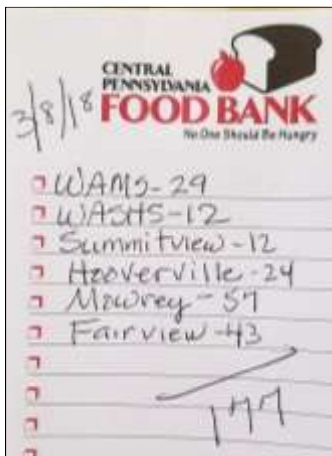 CENTRAL
PENNSYLVANIA
3/8/18 FOOD BANK
No One Should Be Hungry
WAMS-29
WASHS-12
Summitview-12
Hooverville-24
Mowrey-57
Fairview-43
177